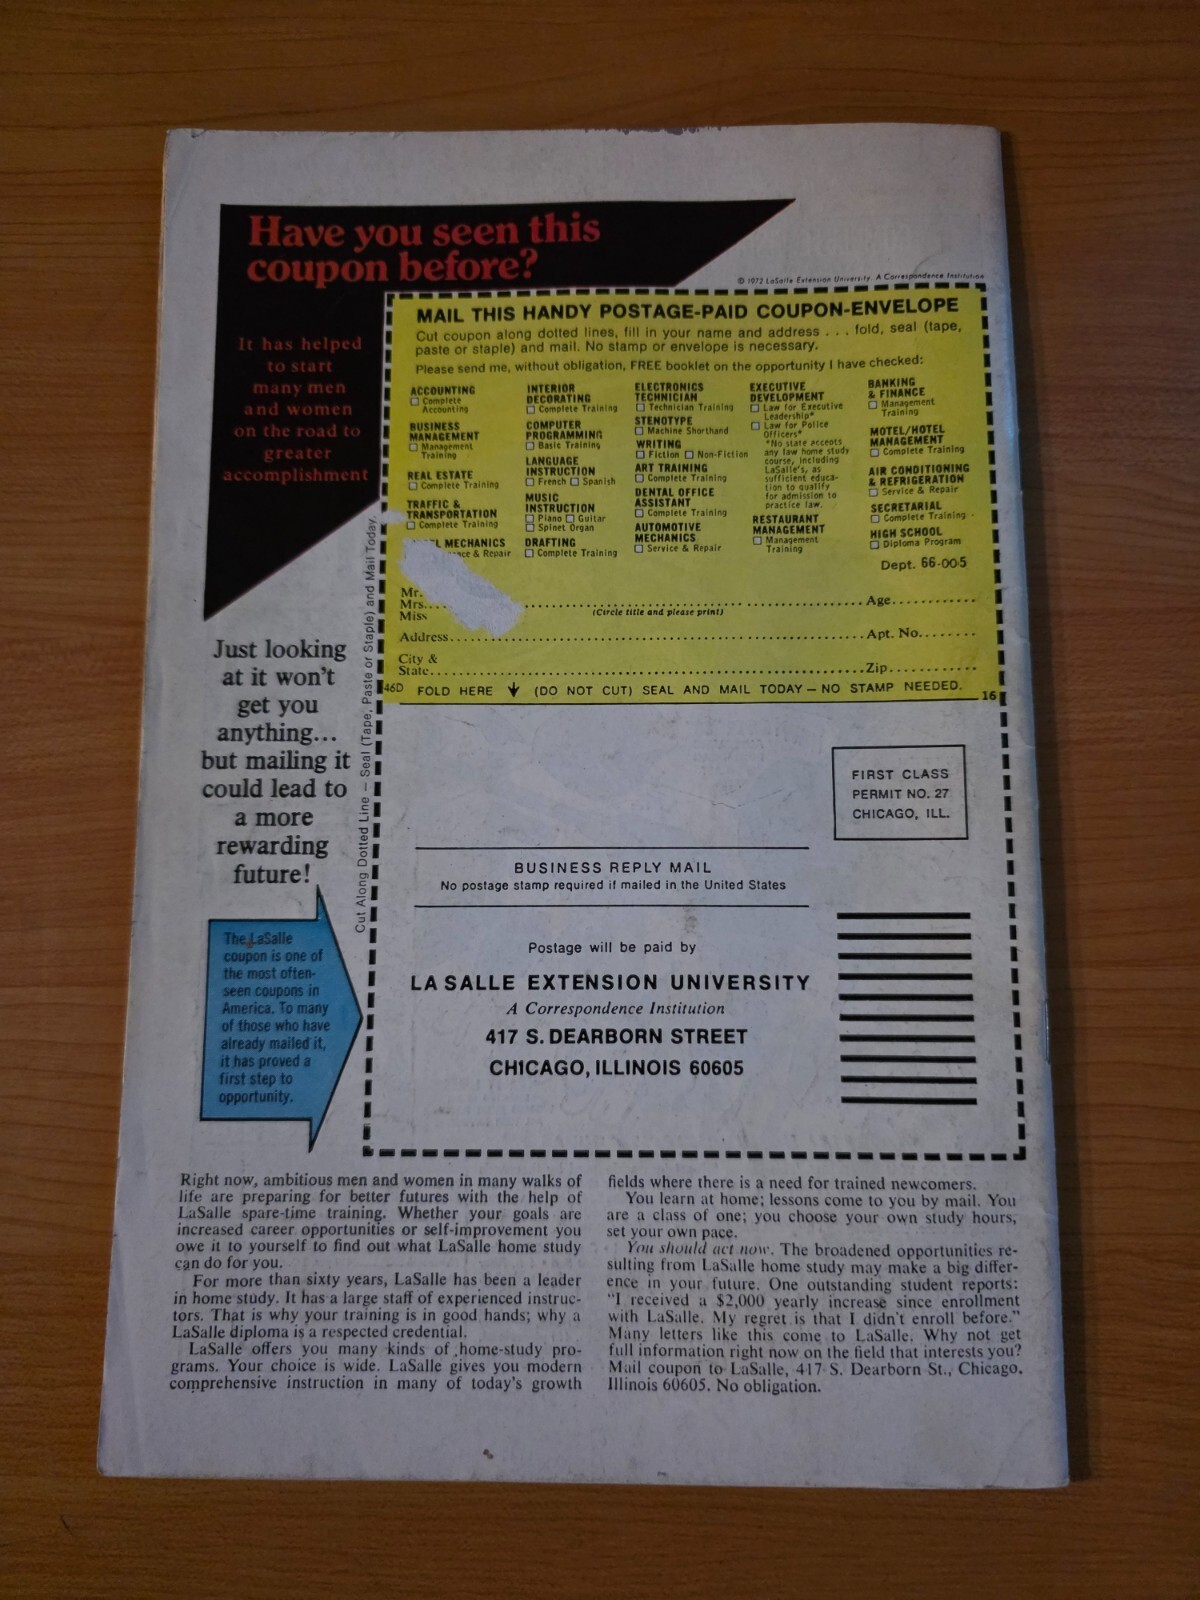 Have you seen this
coupon before?
© 1972 LaSalle Extension University. A Correspondence Institution
It has helped
to start
many men
and women
on the road to
greater
accomplishment
MAIL THIS HANDY POSTAGE-PAID COUPON-ENVELOPE
Cut coupon along dotted lines, fill in your name and address . . . fold, seal (tape,
paste or staple) and mail. No stamp or envelope is necessary.
Please send me, without obligation, FREE booklet on the opportunity I have checked:
ACCOUNTING
☐ Complete
Accounting
BUSINESS
MANAGEMENT
☐ Management
Training
REAL ESTATE
☐ Complete Training
TRAFFIC &
TRANSPORTATION
☐ Complete Training
MECHANICS
& Repair
INTERIOR
DECORATING
☐ Complete Training
COMPUTER
PROGRAMMING
☐ Basic Training
LANGUAGE
INSTRUCTION
☐ French ☐ Spanish
MUSIC
INSTRUCTION
☐ Piano ☐ Guitar
☐ Spinet Organ
DRAFTING
☐ Complete Training
ELECTRONICS
TECHNICIAN
☐ Technician Training
STENOTYPE
☐ Machine Shorthand
WRITING
☐ Fiction ☐ Non-Fiction
ART TRAINING
☐ Complete Training
DENTAL OFFICE
ASSISTANT
☐ Complete Training
AUTOMOTIVE
MECHANICS
☐ Service & Repair
EXECUTIVE
DEVELOPMENT
☐ Law for Executive
Leadership*
☐ Law for Police
Officers*
*No state accepts
any law home study
course, including
LaSalle's, as
sufficient educa-
tion to qualify
for admission to
practice law.
RESTAURANT
MANAGEMENT
☐ Management
Training
BANKING
& FINANCE
☐ Management
Training
MOTEL/HOTEL
MANAGEMENT
☐ Complete Training
AIR CONDITIONING
& REFRIGERATION
☐ Service & Repair
SECRETARIAL
☐ Complete Training
HIGH SCHOOL
☐ Diploma Program
Dept. 66-005
Mr.
Mrs. Age
Miss (Circle title and please print)
Address Apt. No.
City &
State Zip
46D FOLD HERE ↓ (DO NOT CUT) SEAL AND MAIL TODAY – NO STAMP NEEDED. 16
Cut Along Dotted Line – Seal (Tape, Paste or Staple) and Mail Today.
Just looking
at it won't
get you
anything...
but mailing it
could lead to
a more
rewarding
future!
The LaSalle
coupon is one of
the most often-
seen coupons in
America. To many
of those who have
already mailed it,
it has proved a
first step to
opportunity.
FIRST CLASS
PERMIT NO. 27
CHICAGO, ILL.
BUSINESS REPLY MAIL
No postage stamp required if mailed in the United States
Postage will be paid by
LA SALLE EXTENSION UNIVERSITY
A Correspondence Institution
417 S. DEARBORN STREET
CHICAGO, ILLINOIS 60605
Right now, ambitious men and women in many walks of
life are preparing for better futures with the help of
LaSalle spare-time training. Whether your goals are
increased career opportunities or self-improvement you
owe it to yourself to find out what LaSalle home study
can do for you.
For more than sixty years, LaSalle has been a leader
in home study. It has a large staff of experienced instruc-
tors. That is why your training is in good hands; why a
LaSalle diploma is a respected credential.
LaSalle offers you many kinds of home-study pro-
grams. Your choice is wide. LaSalle gives you modern
comprehensive instruction in many of today's growth
fields where there is a need for trained newcomers.
You learn at home; lessons come to you by mail. You
are a class of one; you choose your own study hours,
set your own pace.
You should act now. The broadened opportunities re-
sulting from LaSalle home study may make a big differ-
ence in your future. One outstanding student reports:
"I received a $2,000 yearly increase since enrollment
with LaSalle. My regret is that I didn't enroll before."
Many letters like this come to LaSalle. Why not get
full information right now on the field that interests you?
Mail coupon to LaSalle, 417 S. Dearborn St., Chicago,
Illinois 60605. No obligation.